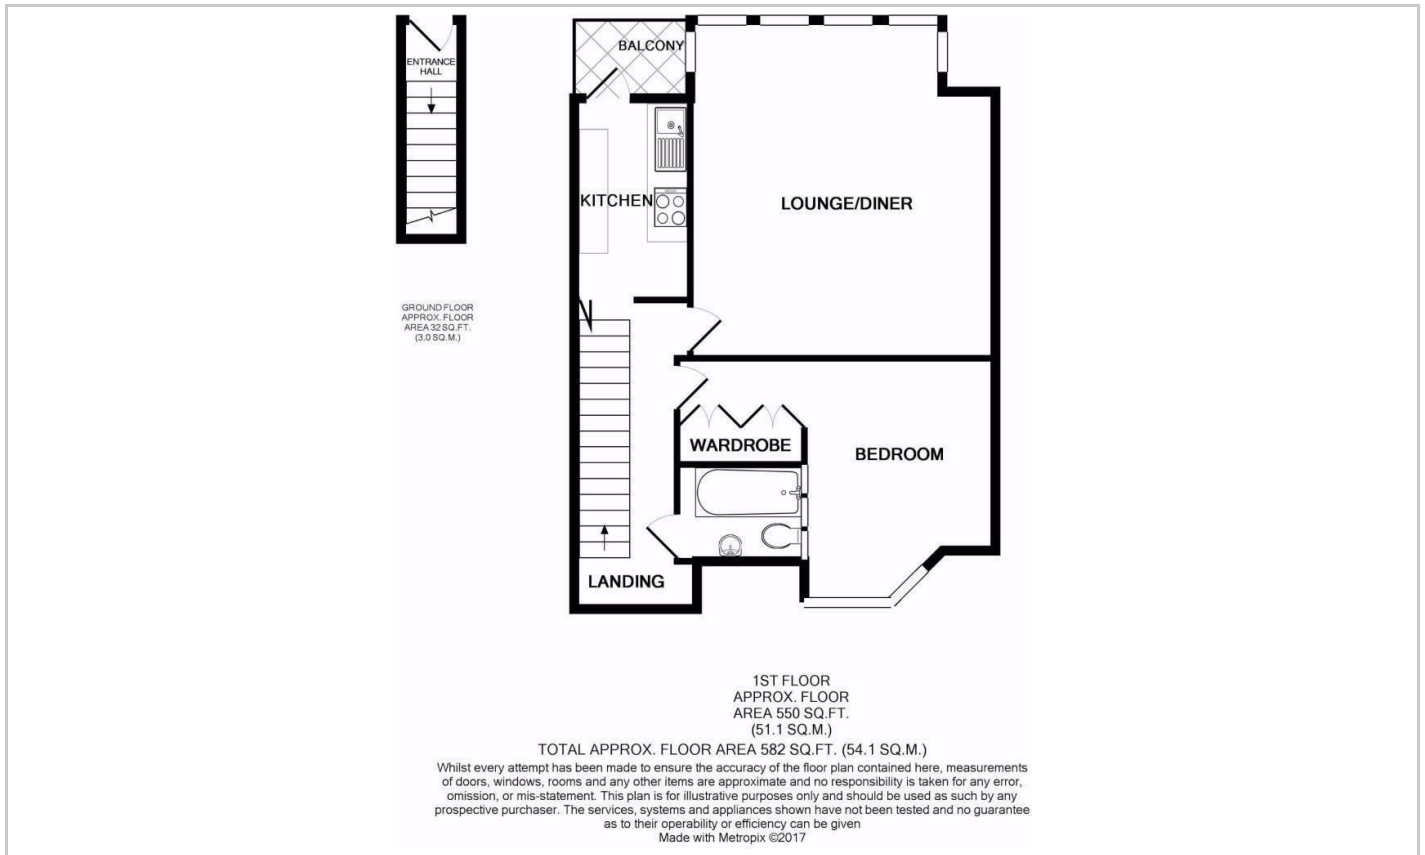 ENTRANCE
HALL
BALCONY
KITCHEN
LOUNGE/DINER
GROUND FLOOR
APPROX. FLOOR
AREA 32 SQ.FT.
(3.0 SQ.M.)
WARDROBE
BEDROOM
LANDING
1ST FLOOR
APPROX. FLOOR
AREA 550 SQ.FT.
(51.1 SQ.M.)
TOTAL APPROX. FLOOR AREA 582 SQ.FT. (54.1 SQ.M.)
Whilst every attempt has been made to ensure the accuracy of the floor plan contained here, measurements
of doors, windows, rooms and any other items are approximate and no responsibility is taken for any error,
omission, or mis-statement. This plan is for illustrative purposes only and should be used as such by any
prospective purchaser. The services, systems and appliances shown have not been tested and no guarantee
as to their operability or efficiency can be given
Made with Metropix ©2017